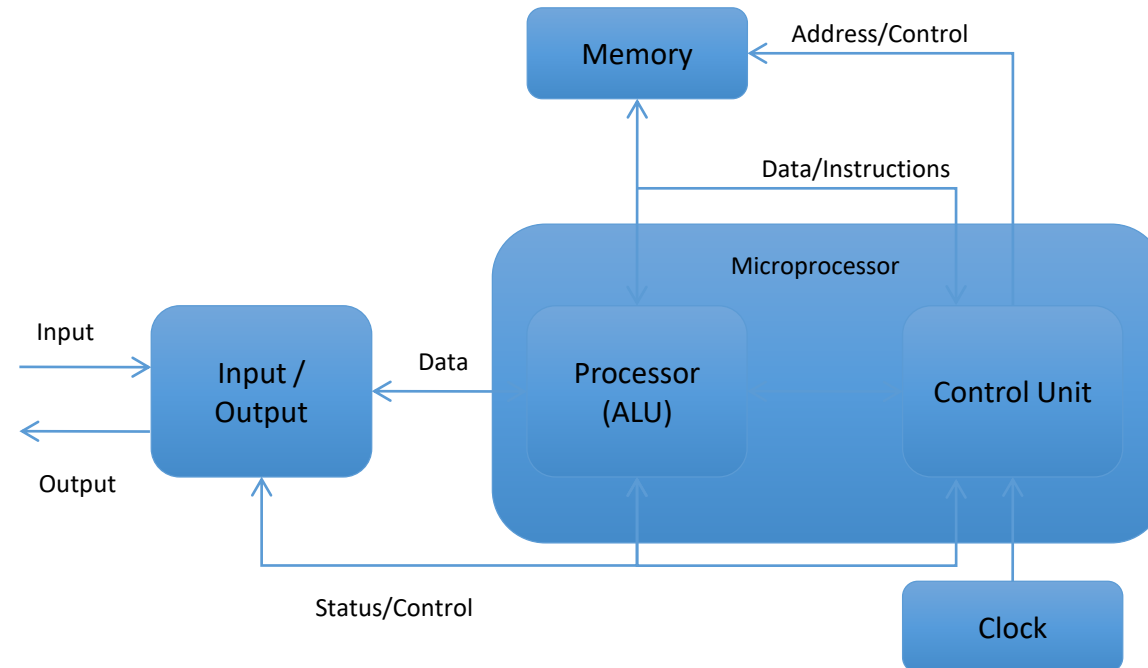 Address/Control
Memory
Data/Instructions
Microprocessor
Input
Input /
Output
Data
Processor
(ALU)
Control Unit
Output
Status/Control
Clock